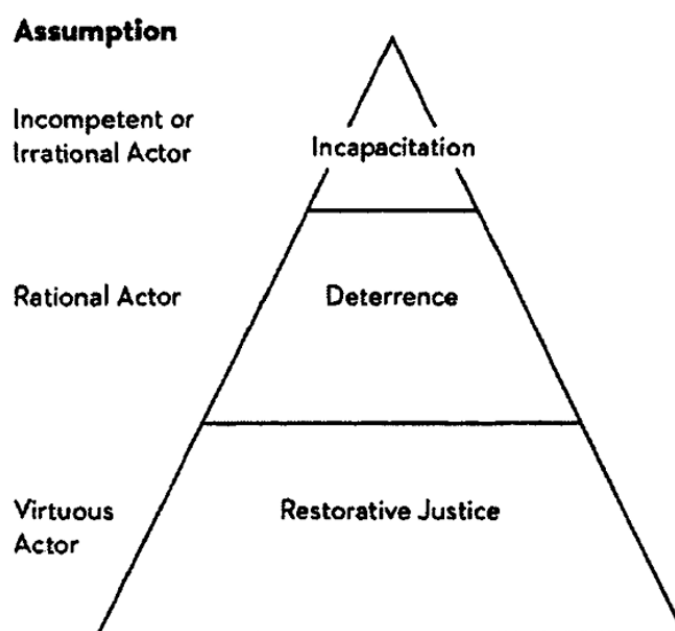 Assumption
Incompetent or
Irrational Actor
Incapacitation
Rational Actor
Deterrence
Virtuous
Actor
Restorative Justice